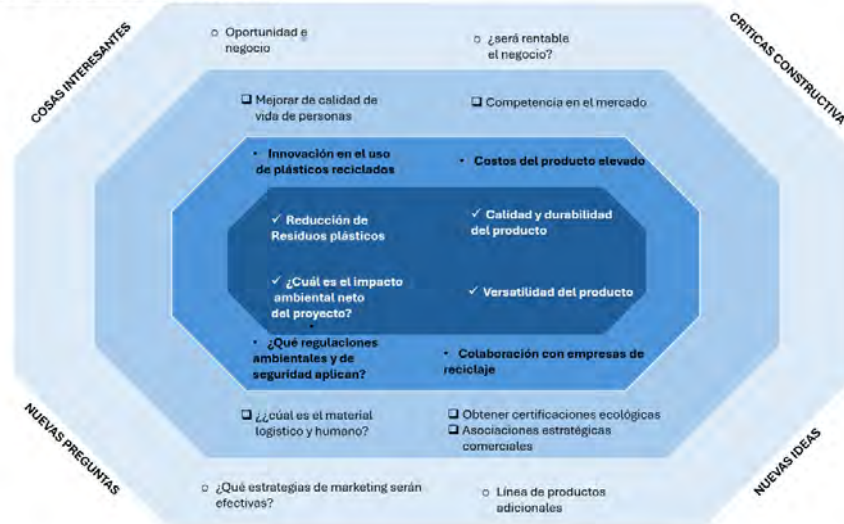 COSAS INTERESANTES
CRITICAS CONSTRUCTIVA
○ Oportunidad e
negocio
○ ¿será rentable
el negocio?
❑ Mejorar de calidad de
vida de personas
❑ Competencia en el mercado
• Innovación en el uso
de plásticos reciclados
• Costos del producto elevado
✓ Reducción de
Residuos plásticos
✓ Calidad y durabilidad
del producto
✓ ¿Cuál es el impacto
ambiental neto
del proyecto?
✓ Versatilidad del producto
• ¿Qué regulaciones
ambientales y de
seguridad aplican?
• Colaboración con empresas de
reciclaje
❑ ¿¿cuál es el material
logístico y humano?
❑ Obtener certificaciones ecológicas
❑ Asociaciones estratégicas
comerciales
○ ¿Qué estrategias de marketing serán
efectivas?
○ Línea de productos
adicionales
NUEVAS PREGUNTAS
NUEVAS IDEAS